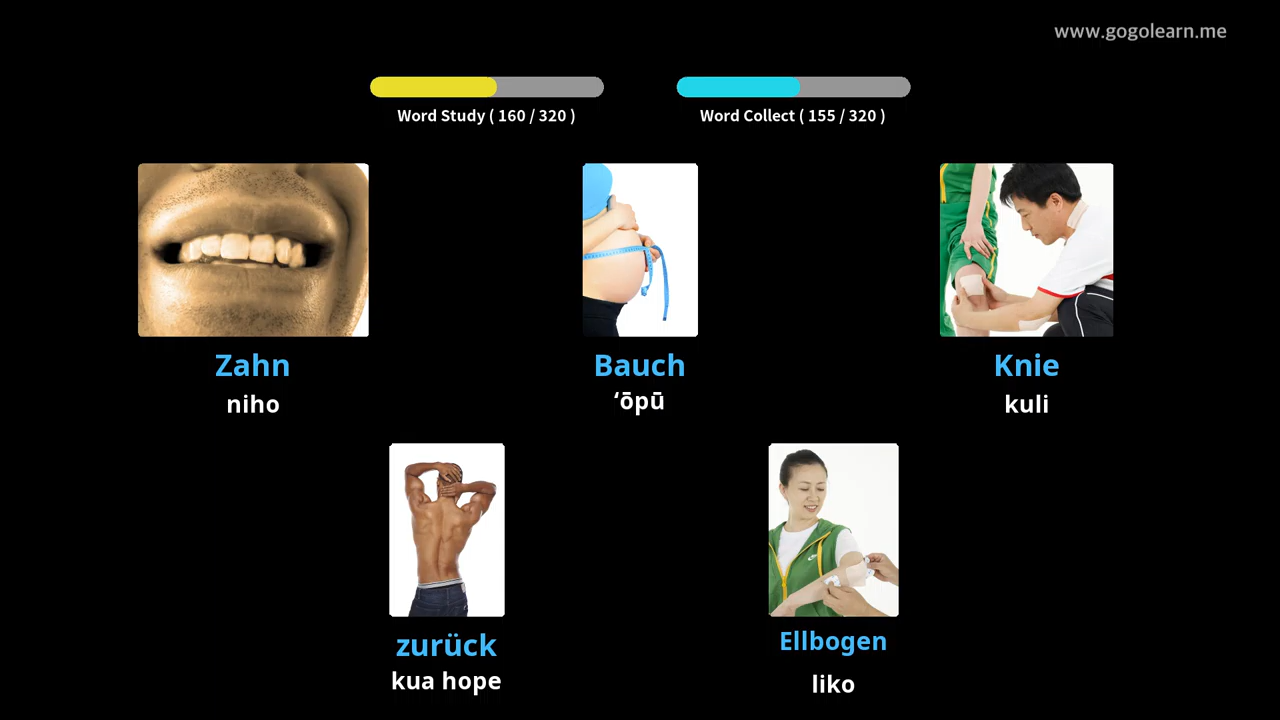 www.gogolearn.me
Word Study ( 160 / 320 )
Word Collect ( 155 / 320 )
Zahn
niho
Bauch
ʻōpū
Knie
kuli
zurück
kua hope
Ellbogen
liko